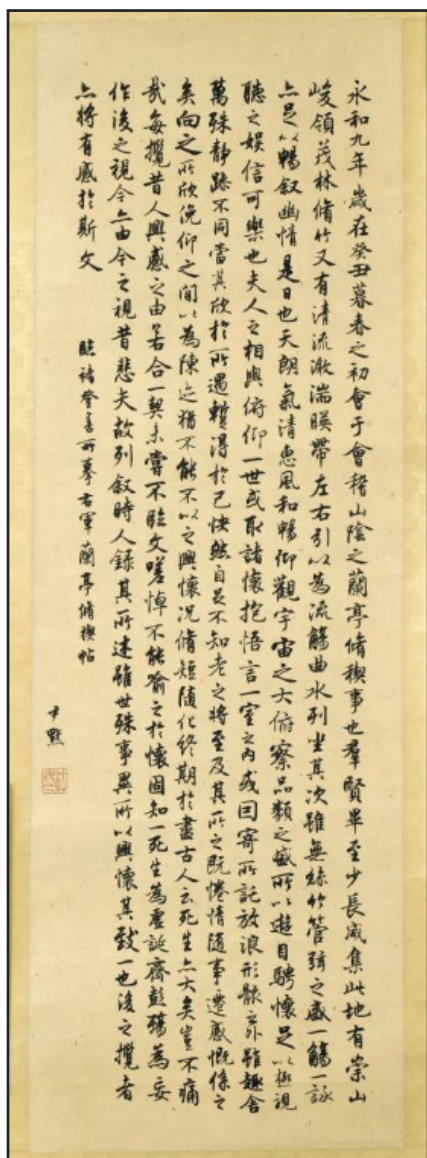 永和九年歲在癸丑暮春之初會于會稽山陰之蘭亭脩稧事也羣賢畢至少長咸集此地有崇山
峻領茂林脩竹又有清流激湍暎帶左右引以為流觴曲水列坐其次雖無絲竹管弦之盛一觴一詠
亦足以暢敘幽情是日也天朗氣清惠風和暢仰觀宇宙之大俯察品類之盛所以遊目騁懷足以極視
聽之娛信可樂也夫人之相與俯仰一世或取諸懷抱悟言一室之內或因寄所託放浪形骸之外雖趣舍
萬殊靜躁不同當其欣於所遇蹔得於己快然自足不知老之將至及其所之既惓情隨事遷感慨係之
矣向之所欣俛仰之閒以為陳迹猶不能不以之興懷況脩短隨化終期於盡古人云死生亦大矣豈不痛
哉每攬昔人興感之由若合一契未嘗不臨文嗟悼不能喻之於懷固知一死生為虛誕齊彭殤為妄
作後之視今亦由今之視昔悲夫故列敘時人錄其所述雖世殊事異所以興懷其致一也後之攬者
亦將有感於斯文
臨褚登善所摹右軍蘭亭脩稧帖
尹默